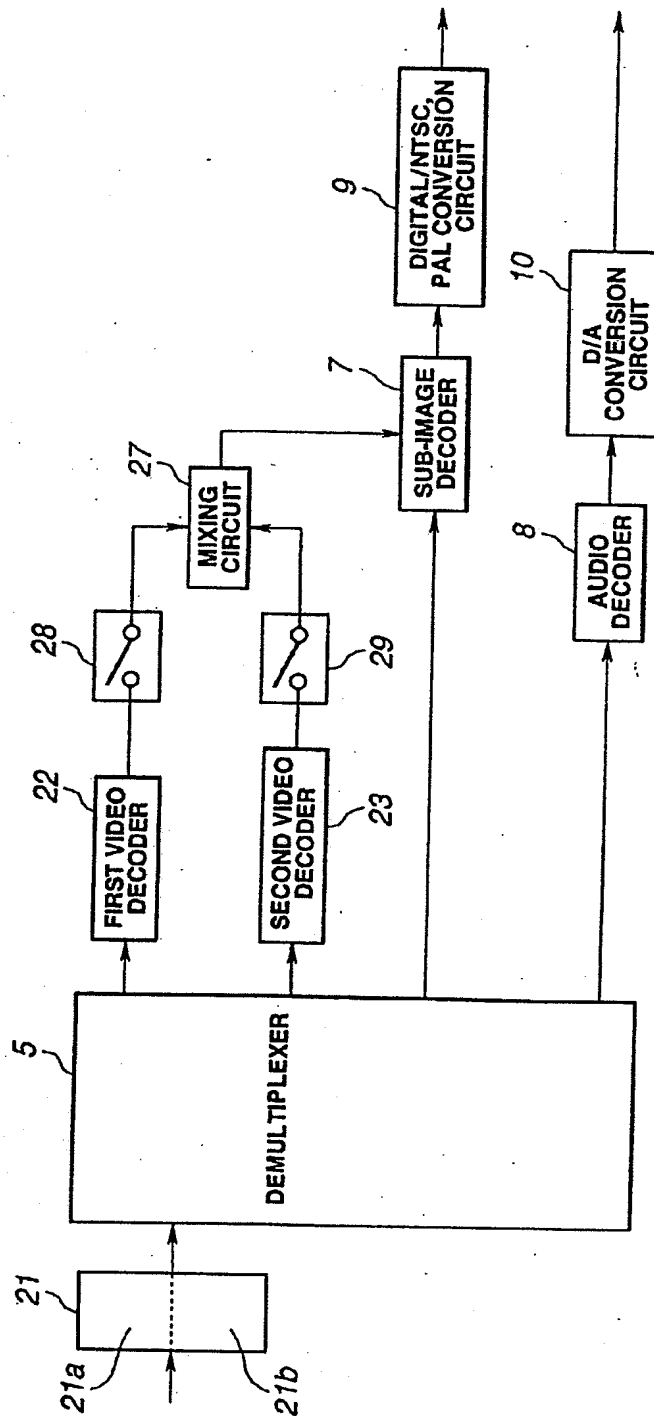 21
21a
21b
5
DEMULTIPLEXER
22
FIRST VIDEO
DECODER
28
SECOND VIDEO
DECODER
23
29
27
MIXING
CIRCUIT
7
SUB-IMAGE
DECODER
9
DIGITAL/NTSC,
PAL CONVERSION
CIRCUIT
8
AUDIO
DECODER
10
D/A
CONVERSION
CIRCUIT